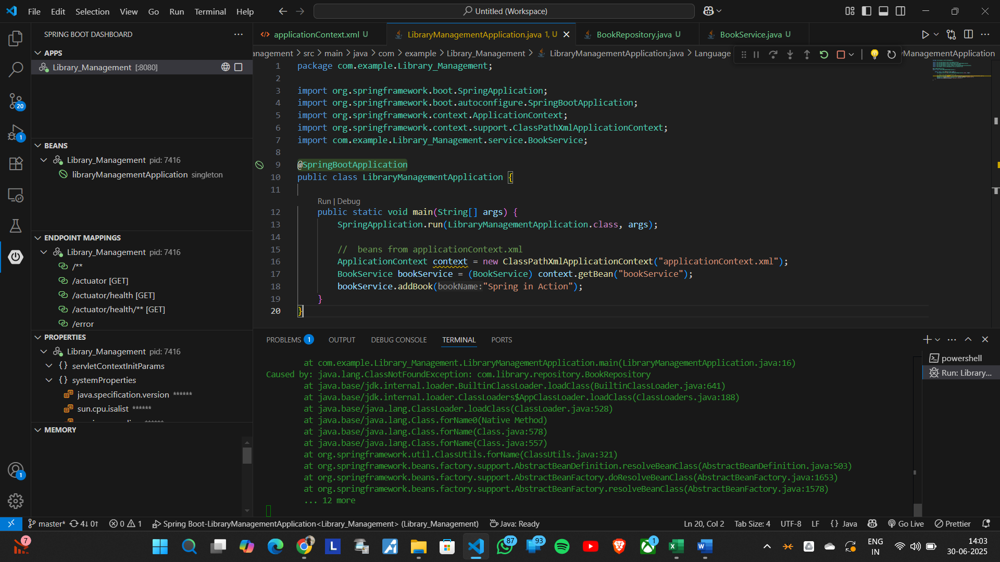 File Edit Selection View Go Run Terminal Help
Untitled (Workspace)
SPRING BOOT DASHBOARD
APPS
Library_Management [:8080]
BEANS
Library_Management pid: 7416
libraryManagementApplication singleton
ENDPOINT MAPPINGS
Library_Management pid: 7416
/**
/actuator [GET]
/actuator/health [GET]
/actuator/health/** [GET]
/error
PROPERTIES
Library_Management pid: 7416
{} servletContextInitParams
{} systemProperties
java.specification.version ******
sun.cpu.isalist ******
MEMORY
20
1
1
applicationContext.xml U
LibraryManagementApplication.java 1, U
BookRepository.java U
BookService.java U
anagement > src > main > java > com > example > Library_Management > LibraryManagementApplication.java > Language
ManagementApplication
1 package com.example.Library_Management;
2
3 import org.springframework.boot.SpringApplication;
4 import org.springframework.boot.autoconfigure.SpringBootApplication;
5 import org.springframework.context.ApplicationContext;
6 import org.springframework.context.support.ClassPathXmlApplicationContext;
7 import com.example.Library_Management.service.BookService;
8
9 @SpringBootApplication
10 public class LibraryManagementApplication {
11
Run | Debug
12 public static void main(String[] args) {
13 SpringApplication.run(LibraryManagementApplication.class, args);
14
15 //  beans from applicationContext.xml
16 ApplicationContext context = new ClassPathXmlApplicationContext("applicationContext.xml");
17 BookService bookService = (BookService) context.getBean("bookService");
18 bookService.addBook(bookName:"Spring in Action");
19 }
20 }
PROBLEMS 1 OUTPUT DEBUG CONSOLE TERMINAL PORTS
at com.example.Library_Management.LibraryManagementApplication.main(LibraryManagementApplication.java:16)
Caused by: java.lang.ClassNotFoundException: com.library.repository.BookRepository
at java.base/jdk.internal.loader.BuiltinClassLoader.loadClass(BuiltinClassLoader.java:641)
at java.base/jdk.internal.loader.ClassLoaders$AppClassLoader.loadClass(ClassLoaders.java:188)
at java.base/java.lang.ClassLoader.loadClass(ClassLoader.java:528)
at java.base/java.lang.Class.forName0(Native Method)
at java.base/java.lang.Class.forName(Class.java:578)
at java.base/java.lang.Class.forName(Class.java:557)
at org.springframework.util.ClassUtils.forName(ClassUtils.java:321)
at org.springframework.beans.factory.support.AbstractBeanDefinition.resolveBeanClass(AbstractBeanDefinition.java:503)
at org.springframework.beans.factory.support.AbstractBeanFactory.doResolveBeanClass(AbstractBeanFactory.java:1653)
at org.springframework.beans.factory.support.AbstractBeanFactory.resolveBeanClass(AbstractBeanFactory.java:1578)
... 12 more
powershell
Run: Library...
master* 4↓ 0↑ 0 1 Spring Boot-LibraryManagementApplication<Library_Management> (Library_Management) Java: Ready
Ln 20, Col 2 Tab Size: 4 UTF-8 LF {} Java Go Live Prettier
7
L
87
93
1
X
W
ENG
IN
14:03
30-06-2025